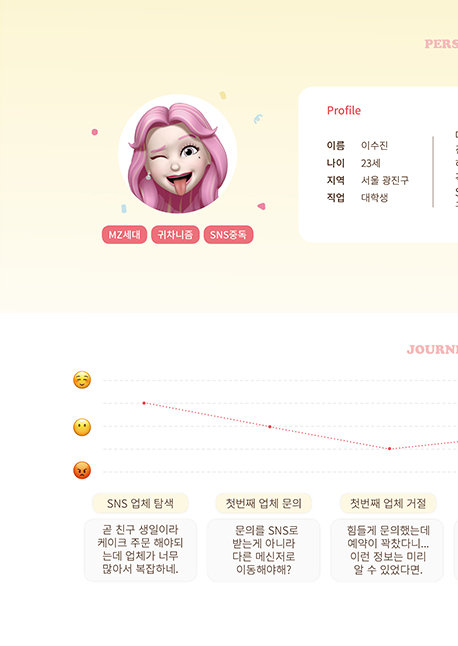 PERS
Profile
이름 이수진
나이 23세
지역 서울 광진구
직업 대학생
MZ세대 귀차니즘 SNS중독
JOURN
SNS 업체 탐색
곧 친구 생일이라
케이크 주문 해야되
는데 업체가 너무
많아서 복잡하네.
첫번째 업체 문의
문의를 SNS로
받는게 아니라
다른 메신저로
이동해야해?
첫번째 업체 거절
힘들게 문의했는데
예약이 꽉찼다니...
이런 정보는 미리
알 수 있었다면.